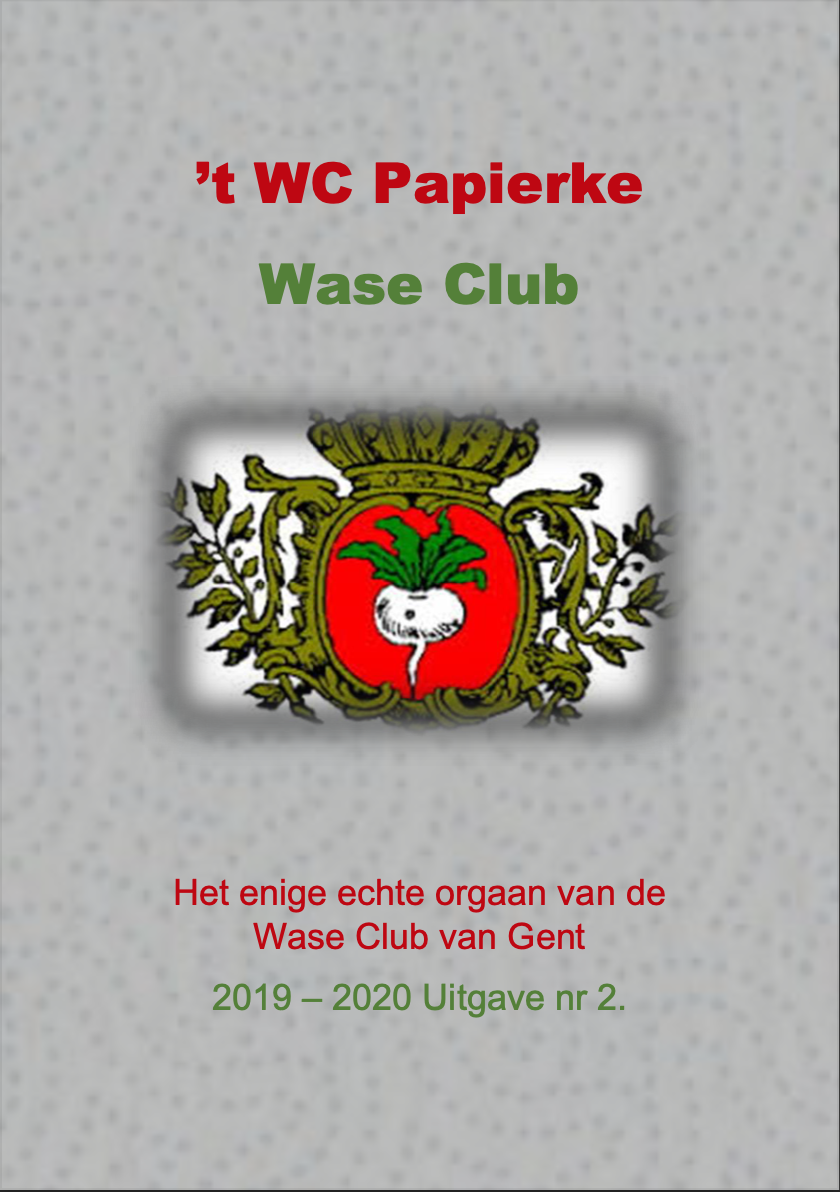 ’t WC Papierke
Wase Club
Het enige echte orgaan van de
Wase Club van Gent
2019 – 2020 Uitgave nr 2.